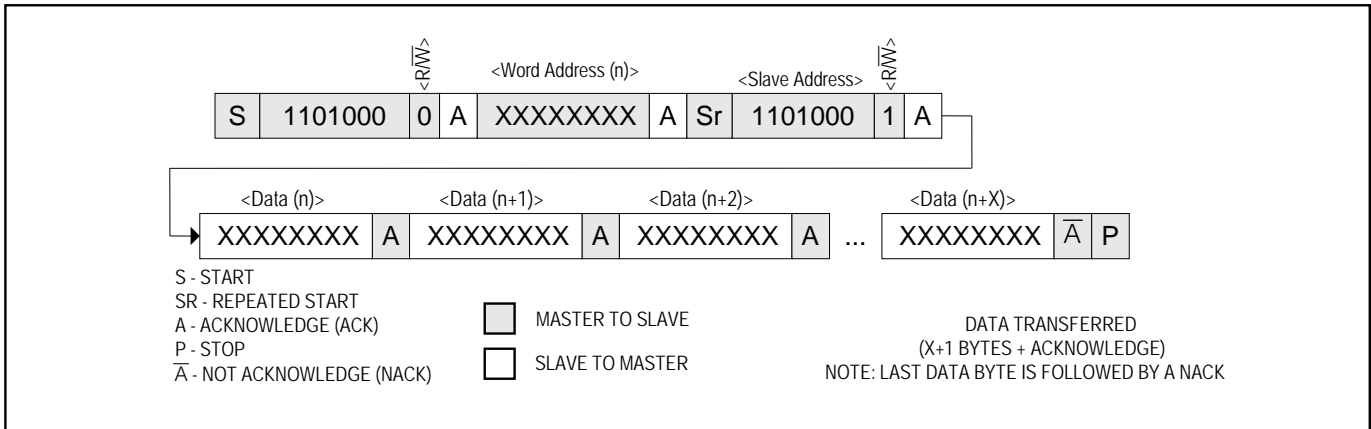 <R/W̅> <Word Address (n)> <Slave Address> <R/W̅>
S 1101000 0 A XXXXXXXX A Sr 1101000 1 A
<Data (n)> <Data (n+1)> <Data (n+2)> <Data (n+X)>
XXXXXXXX A XXXXXXXX A XXXXXXXX A ... XXXXXXXX A̅ P
S - START
SR - REPEATED START
A - ACKNOWLEDGE (ACK)
P - STOP
A̅ - NOT ACKNOWLEDGE (NACK)
MASTER TO SLAVE
SLAVE TO MASTER
DATA TRANSFERRED
(X+1 BYTES + ACKNOWLEDGE)
NOTE: LAST DATA BYTE IS FOLLOWED BY A NACK